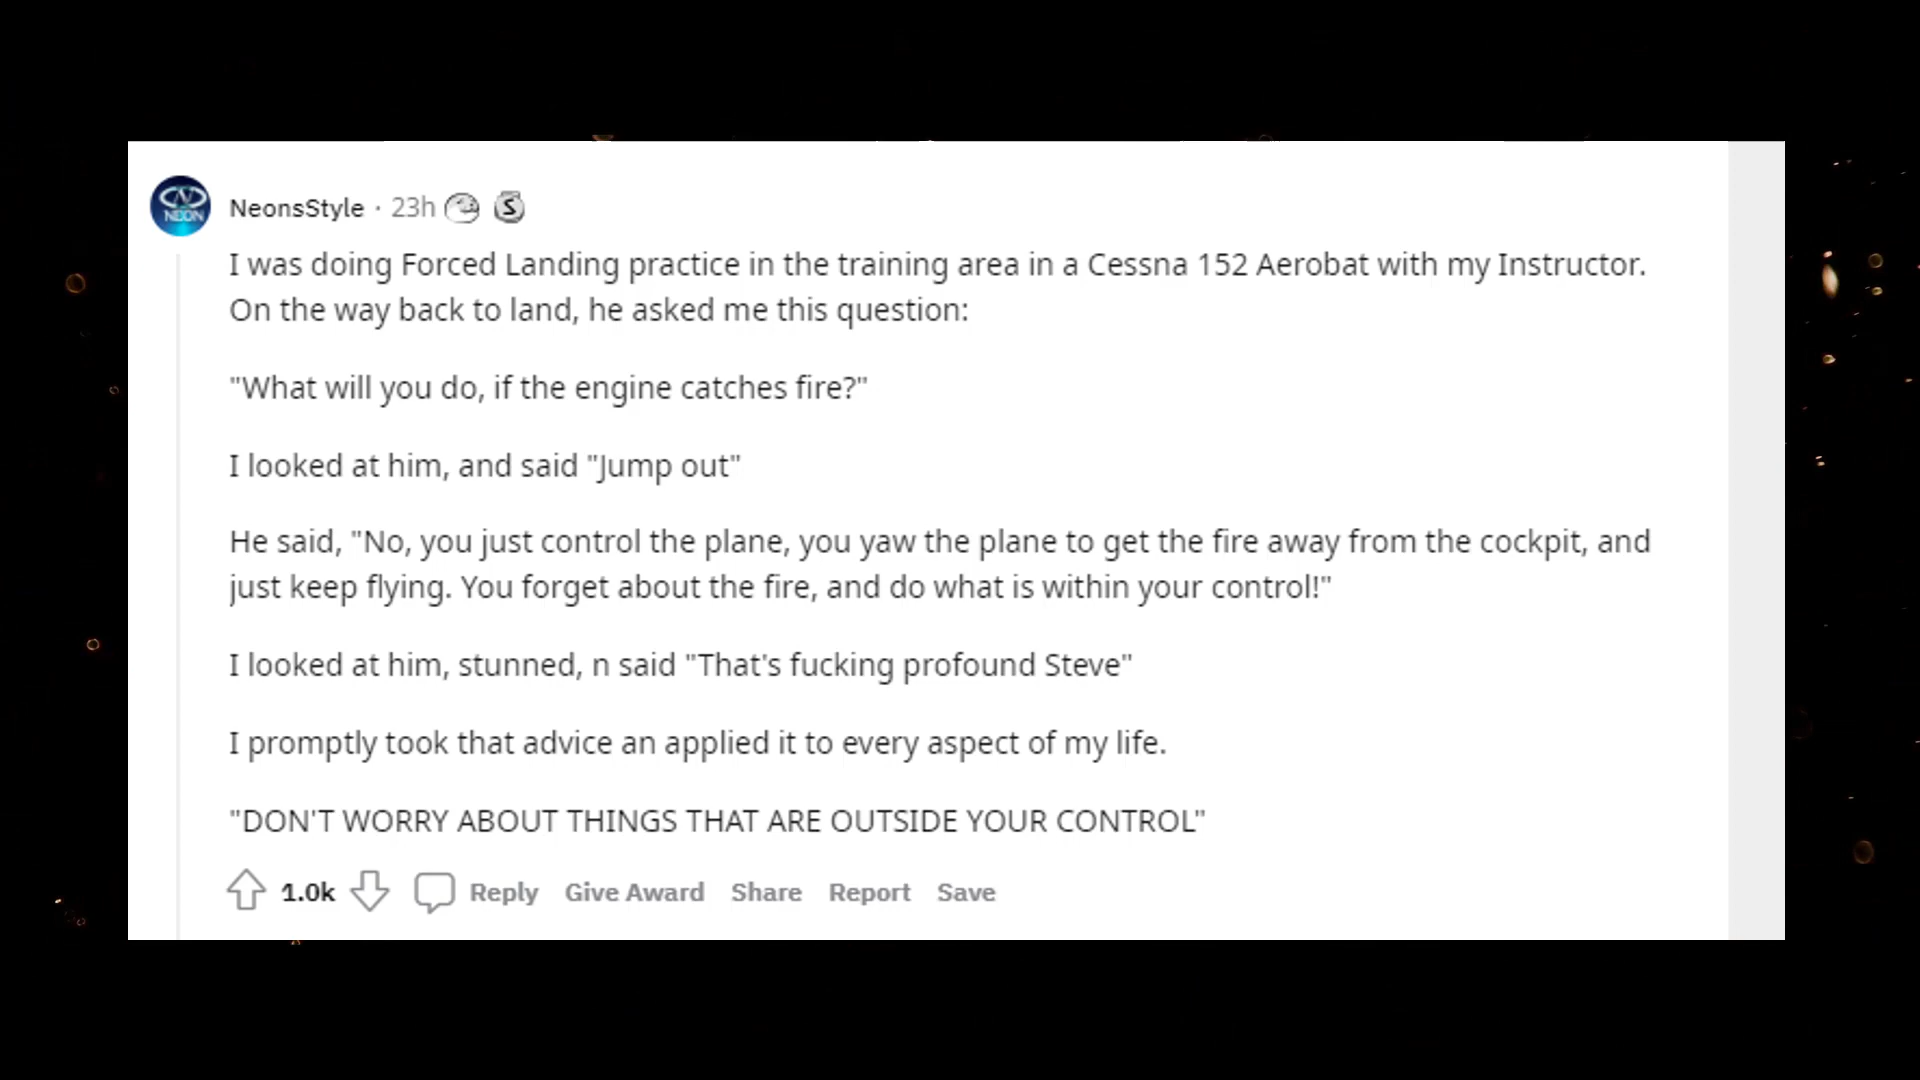 NEON
NeonsStyle · 23h
I was doing Forced Landing practice in the training area in a Cessna 152 Aerobat with my Instructor.
On the way back to land, he asked me this question:
"What will you do, if the engine catches fire?"
I looked at him, and said "Jump out"
He said, "No, you just control the plane, you yaw the plane to get the fire away from the cockpit, and
just keep flying. You forget about the fire, and do what is within your control!"
I looked at him, stunned, n said "That's fucking profound Steve"
I promptly took that advice an applied it to every aspect of my life.
"DON'T WORRY ABOUT THINGS THAT ARE OUTSIDE YOUR CONTROL"
1.0k Reply Give Award Share Report Save